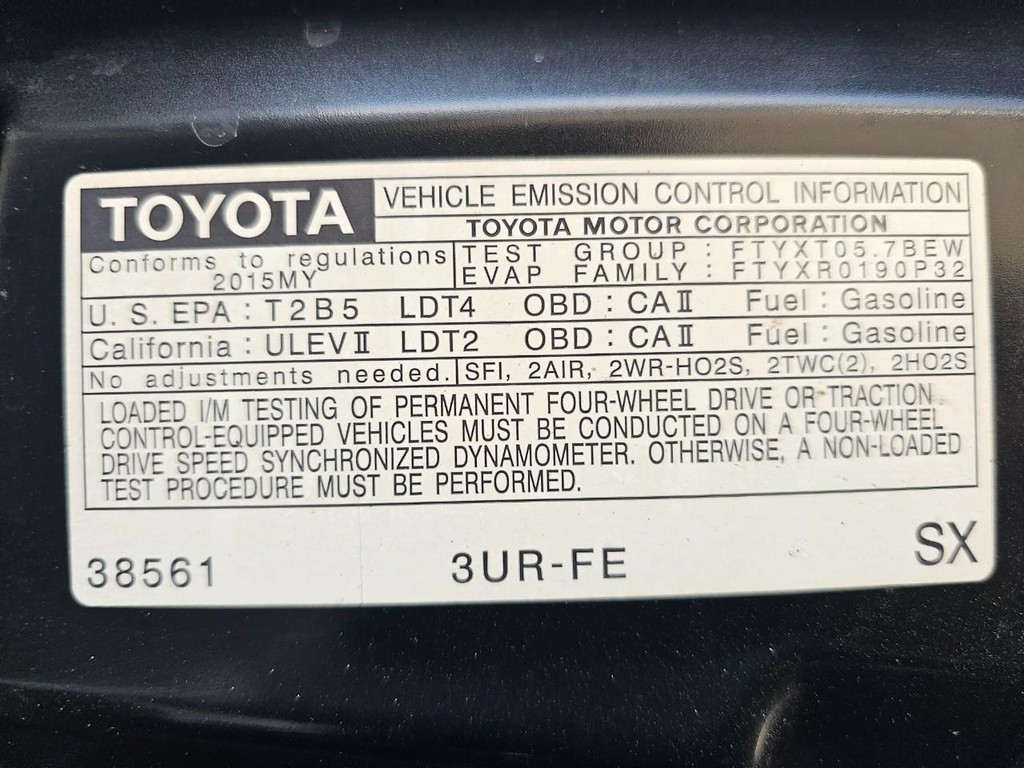 TOYOTA VEHICLE EMISSION CONTROL INFORMATION
TOYOTA MOTOR CORPORATION
Conforms to regulations
2015MY
TEST GROUP : FTYXT05.7BEW
EVAP FAMILY : FTYXR0190P32
U. S. EPA : T2B5 LDT4 OBD : CAⅡ Fuel : Gasoline
California : ULEVⅡ LDT2 OBD : CAⅡ Fuel : Gasoline
No adjustments needed. SFI, 2AIR, 2WR-HO2S, 2TWC(2), 2HO2S
LOADED I/M TESTING OF PERMANENT FOUR-WHEEL DRIVE OR TRACTION
CONTROL-EQUIPPED VEHICLES MUST BE CONDUCTED ON A FOUR-WHEEL
DRIVE SPEED SYNCHRONIZED DYNAMOMETER. OTHERWISE, A NON-LOADED
TEST PROCEDURE MUST BE PERFORMED.
38561 3UR-FE SX